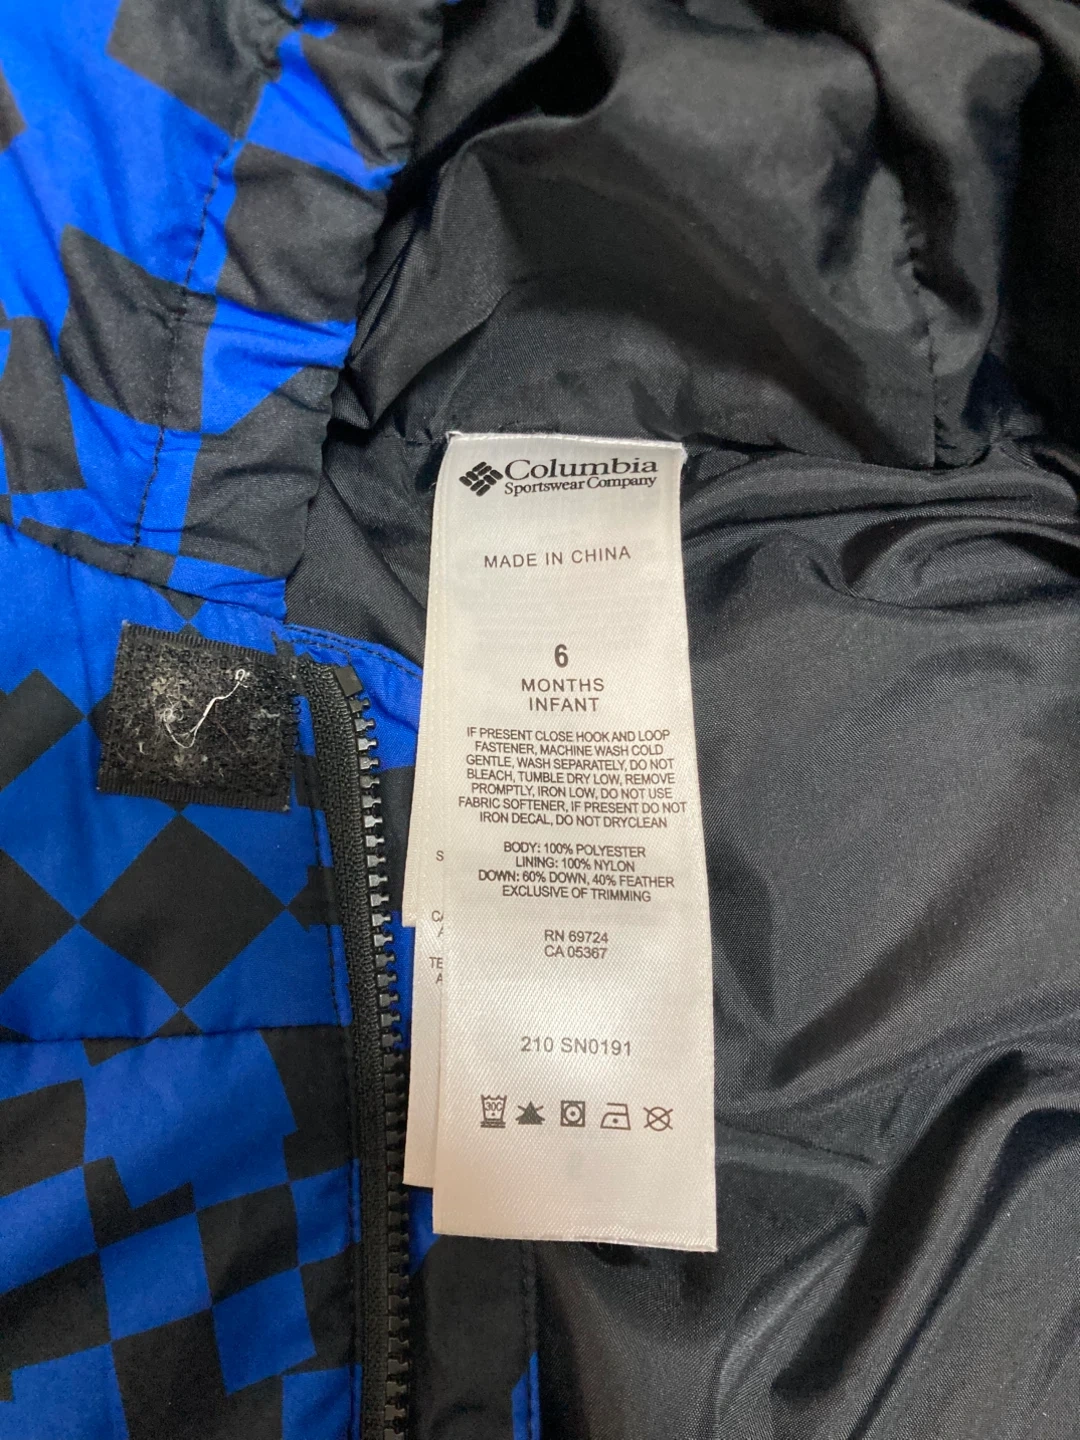 Columbia
Sportswear Company
MADE IN CHINA
6
MONTHS
INFANT
IF PRESENT CLOSE HOOK AND LOOP
FASTENER, MACHINE WASH COLD
GENTLE, WASH SEPARATELY, DO NOT
BLEACH, TUMBLE DRY LOW, REMOVE
PROMPTLY, IRON LOW, DO NOT USE
FABRIC SOFTENER, IF PRESENT DO NOT
IRON DECAL, DO NOT DRYCLEAN
BODY: 100% POLYESTER
LINING: 100% NYLON
DOWN: 60% DOWN, 40% FEATHER
EXCLUSIVE OF TRIMMING
RN 69724
CA 05367
210 SN0191
30C